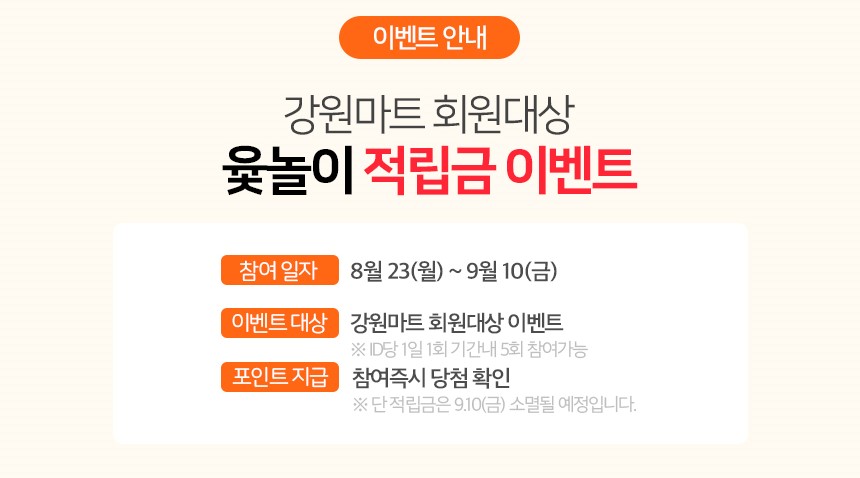 이벤트 안내
강원마트 회원대상
윷놀이 적립금 이벤트
참여 일자 8월 23(월) ~ 9월 10(금)
이벤트 대상 강원마트 회원대상 이벤트
※ ID당 1일 1회 기간내 5회 참여가능
포인트 지급 참여즉시 당첨 확인
※ 단 적립금은 9.10(금) 소멸될 예정입니다.